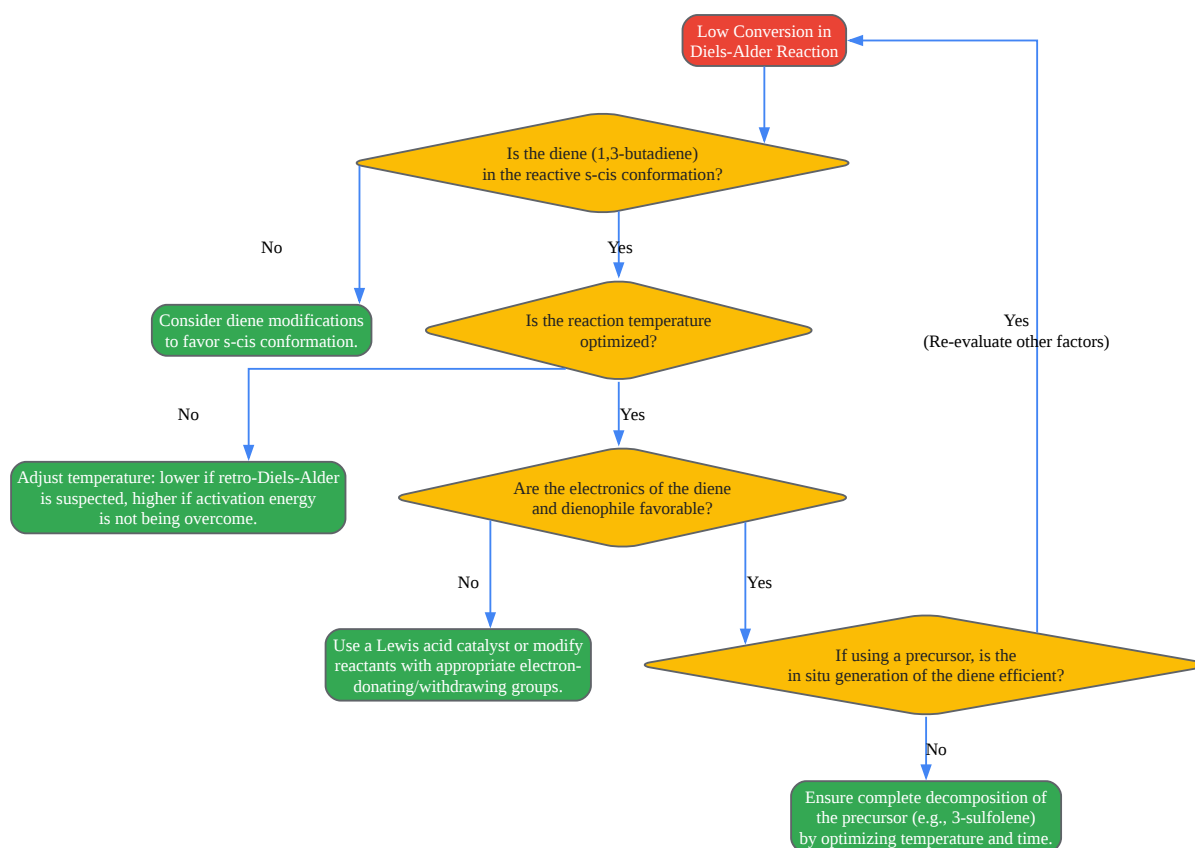 Low Conversion in
Diels-Alder Reaction
Is the diene (1,3-butadiene)
in the reactive s-cis conformation?
No
Yes
Consider diene modifications
to favor s-cis conformation.
Is the reaction temperature
optimized?
Yes
(Re-evaluate other factors)
No
Yes
Adjust temperature: lower if retro-Diels-Alder
is suspected, higher if activation energy
is not being overcome.
Are the electronics of the diene
and dienophile favorable?
No
Yes
Use a Lewis acid catalyst or modify
reactants with appropriate electron-
donating/withdrawing groups.
If using a precursor, is the
in situ generation of the diene efficient?
No
Ensure complete decomposition of
the precursor (e.g., 3-sulfolene)
by optimizing temperature and time.